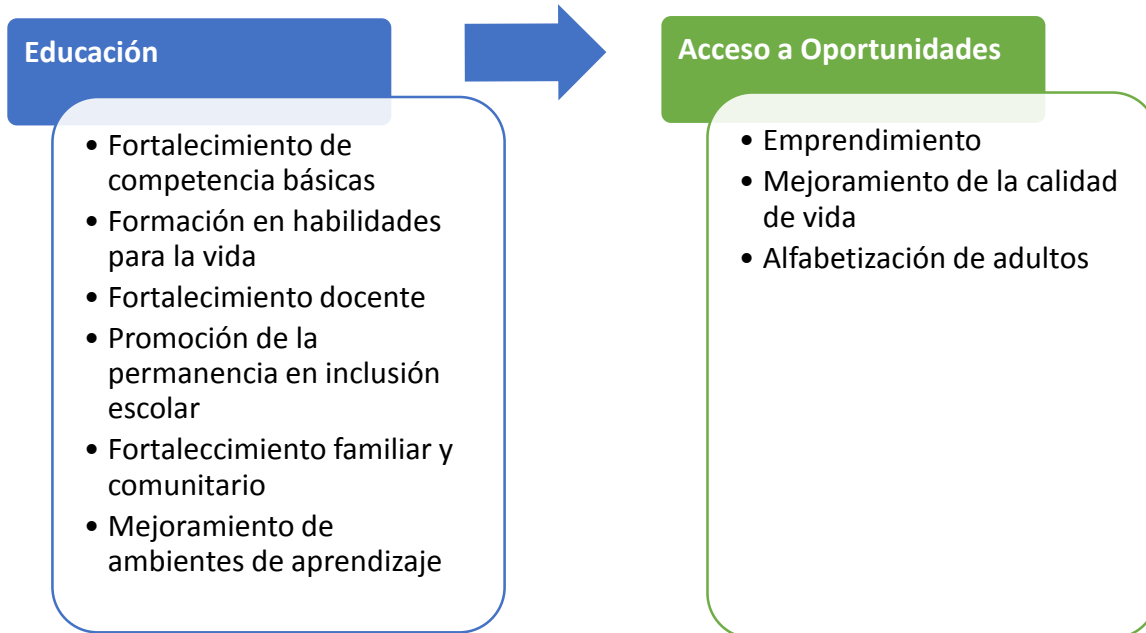 Educación
• Fortalecimiento de
competencia básicas
• Formación en habilidades
para la vida
• Fortalecimiento docente
• Promoción de la
permanencia en inclusión
escolar
• Fortaleccimiento familiar y
comunitario
• Mejoramiento de
ambientes de aprendizaje
Acceso a Oportunidades
• Emprendimiento
• Mejoramiento de la calidad
de vida
• Alfabetización de adultos